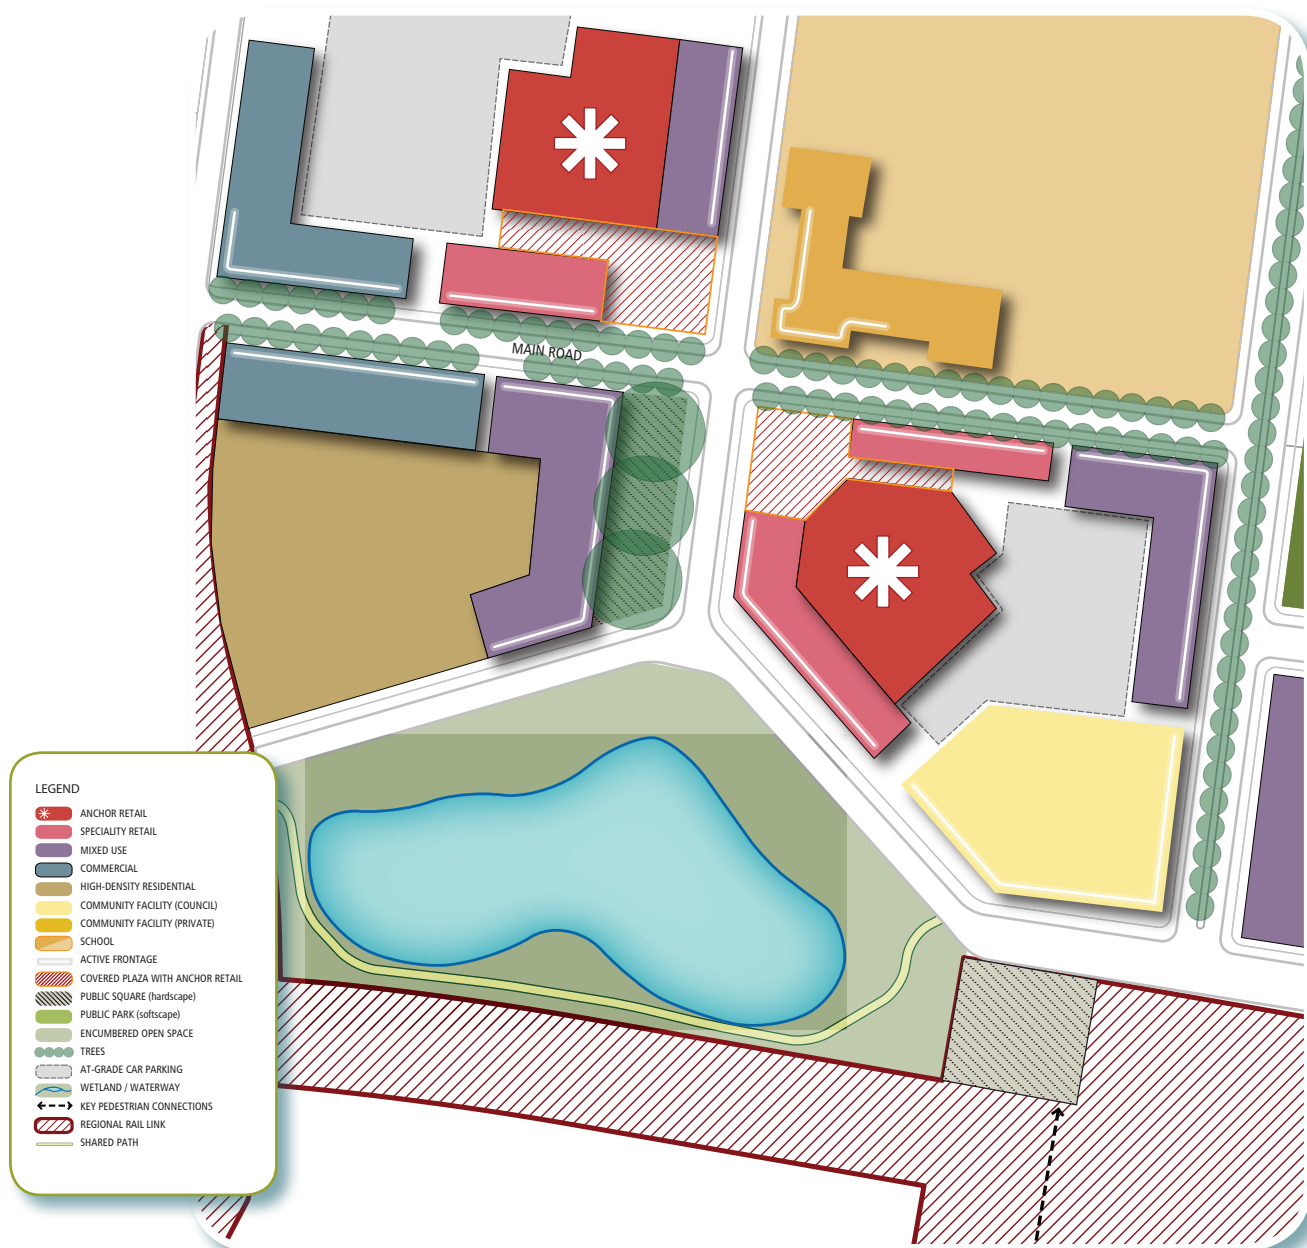 MAIN ROAD
LEGEND
ANCHOR RETAIL
SPECIALITY RETAIL
MIXED USE
COMMERCIAL
HIGH-DENSITY RESIDENTIAL
COMMUNITY FACILITY (COUNCIL)
COMMUNITY FACILITY (PRIVATE)
SCHOOL
ACTIVE FRONTAGE
COVERED PLAZA WITH ANCHOR RETAIL
PUBLIC SQUARE (hardscape)
PUBLIC PARK (softscape)
ENCUMBERED OPEN SPACE
TREES
AT-GRADE CAR PARKING
WETLAND / WATERWAY
KEY PEDESTRIAN CONNECTIONS
REGIONAL RAIL LINK
SHARED PATH